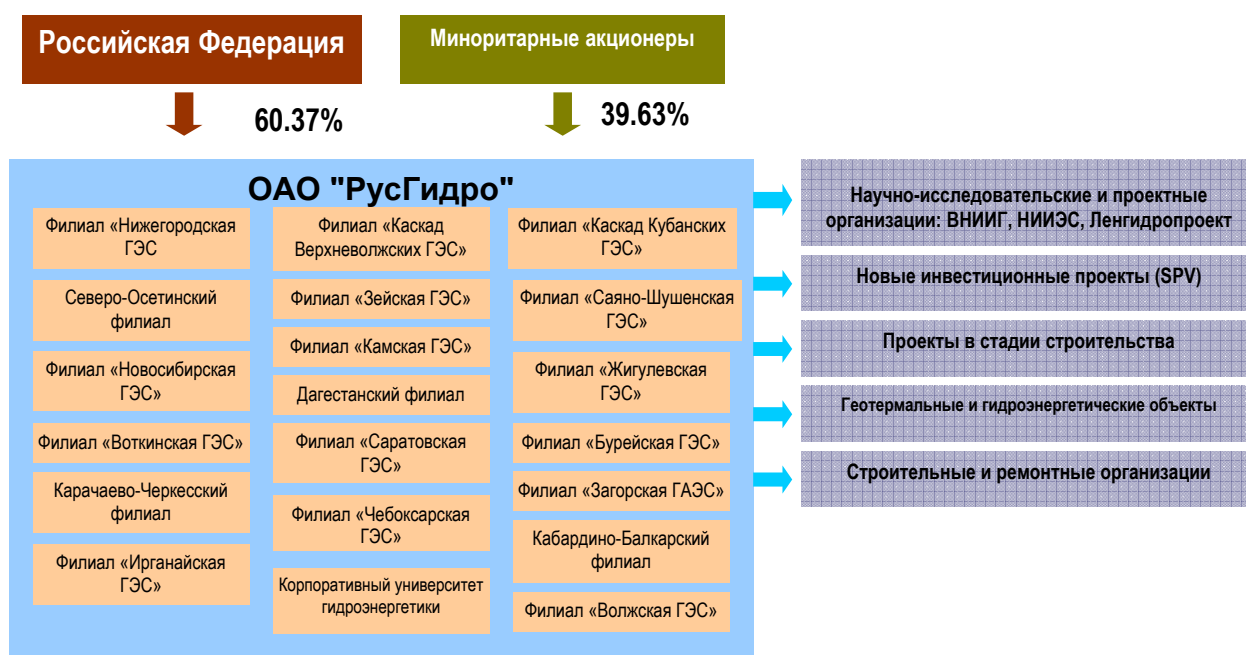 Российская Федерация
Миноритарные акционеры
60.37%
39.63%
ОАО "РусГидро"
Филиал «Нижегородская
ГЭС
Северо-Осетинский
филиал
Филиал «Новосибирская
ГЭС»
Филиал «Воткинская ГЭС»
Карачаево-Черкесский
филиал
Филиал «Ирганайская
ГЭС»
Филиал «Каскад
Верхневолжских ГЭС»
Филиал «Зейская ГЭС»
Филиал «Камская ГЭС»
Дагестанский филиал
Филиал «Саратовская
ГЭС»
Филиал «Чебоксарская
ГЭС»
Корпоративный университет
гидроэнергетики
Филиал «Каскад Кубанских
ГЭС»
Филиал «Саяно-Шушенская
ГЭС»
Филиал «Жигулевская
ГЭС»
Филиал «Бурейская ГЭС»
Филиал «Загорская ГАЭС»
Кабардино-Балкарский
филиал
Филиал «Волжская ГЭС»
Научно-исследовательские и проектные
организации: ВНИИГ, НИИЭС, Ленгидропроект
Новые инвестиционные проекты (SPV)
Проекты в стадии строительства
Геотермальные и гидроэнергетические объекты
Строительные и ремонтные организации